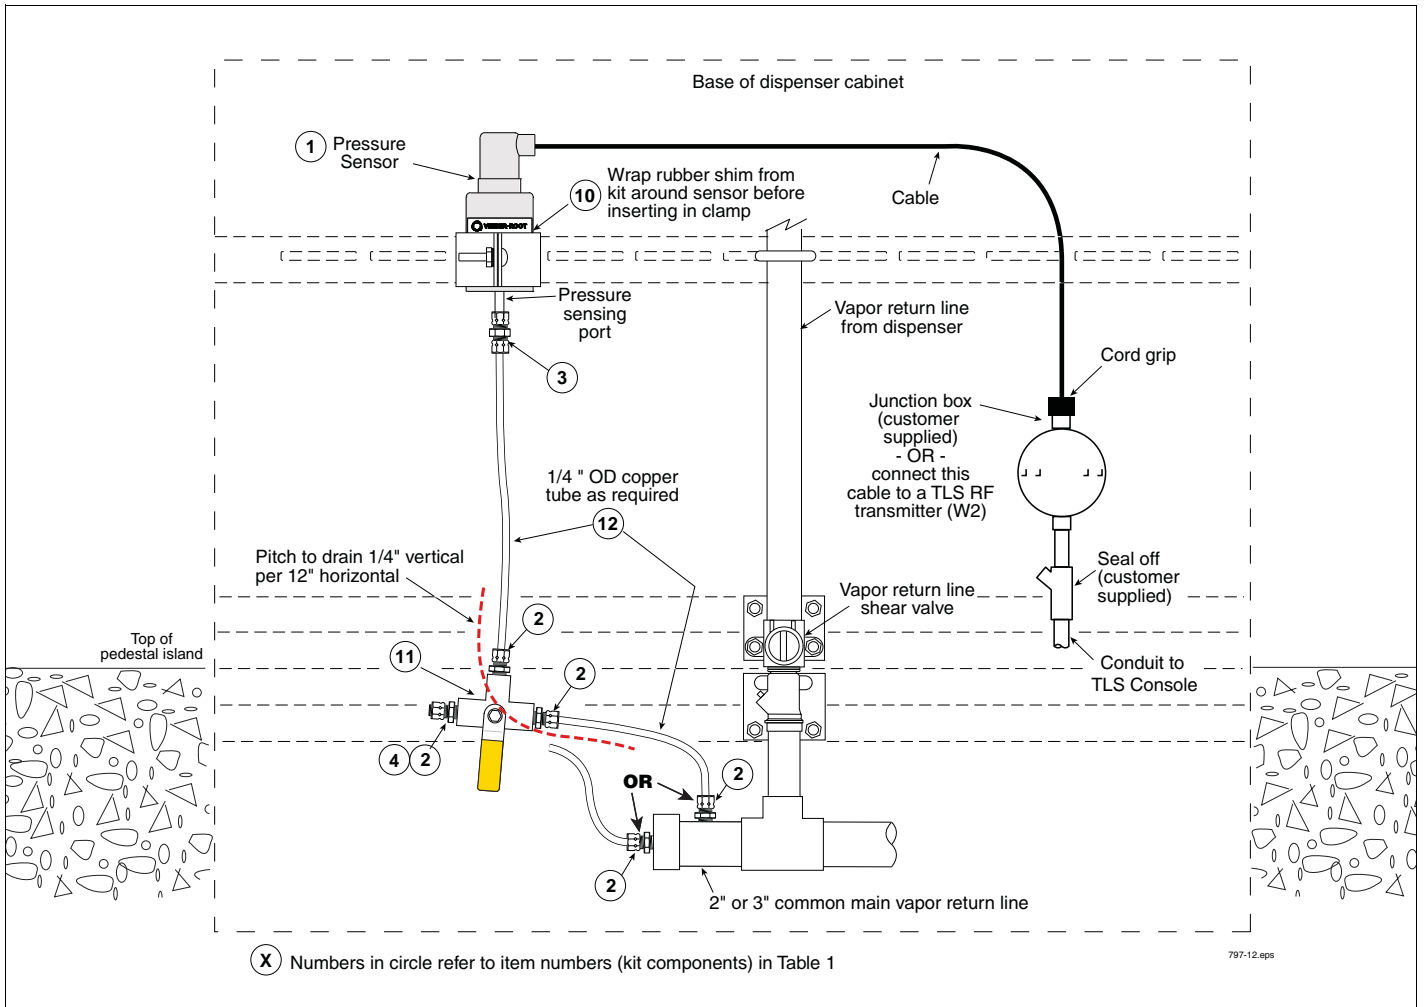 Base of dispenser cabinet
1
Pressure
Sensor
10
Wrap rubber shim from
kit around sensor before
inserting in clamp
Cable
VEEDER-ROOT
Pressure
sensing
port
Vapor return line
from dispenser
3
Cord grip
Junction box
(customer
supplied)
- OR -
connect this
cable to a TLS RF
transmitter (W2)
1/4 " OD copper
tube as required
12
Pitch to drain 1/4" vertical
per 12" horizontal
Seal off
(customer
supplied)
Vapor return line
shear valve
2
Top of
pedestal island
11
2
Conduit to
TLS Console
4
2
OR
2
2
2" or 3" common main vapor return line
X
Numbers in circle refer to item numbers (kit components) in Table 1
797-12.eps